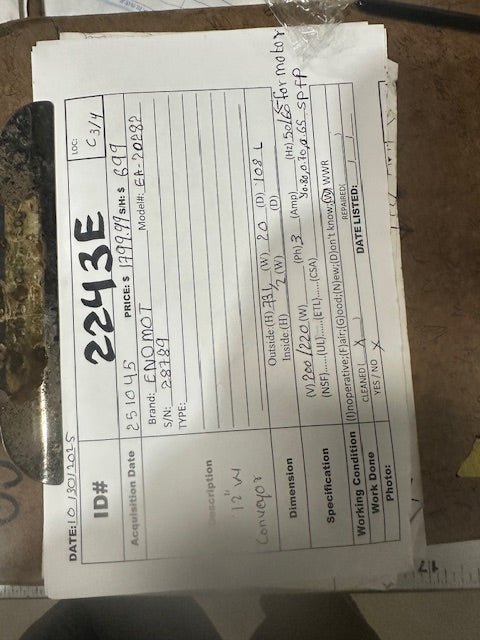 DATE: 10/30/2025
ID# 2243E LOC: C3/4
Acquisition Date 251045 PRICE: $ 1799.99 S/H: $ 699
Brand: ENOMOT Model#: EA-20282
S/N: 28789
TYPE:
Description
12" W
Conveyor
Dimension Outside:(H) 73 1/2 (W) 20 (D) 108 L
Inside:(H) (W) (D)
Specification (V) 200/220 (W) (Ph) 3 (Amp) (Hz) 50/65 for motor
(NSF)......(UL)......(ETL)......(CSA)
Working Condition (I)noperative;(F)air;(G)ood;(N)ew;(D)on't know; WWR
Work Done CLEANED( X ) REPAIRED( )
Photo: YES / NO X DATE LISTED: / /